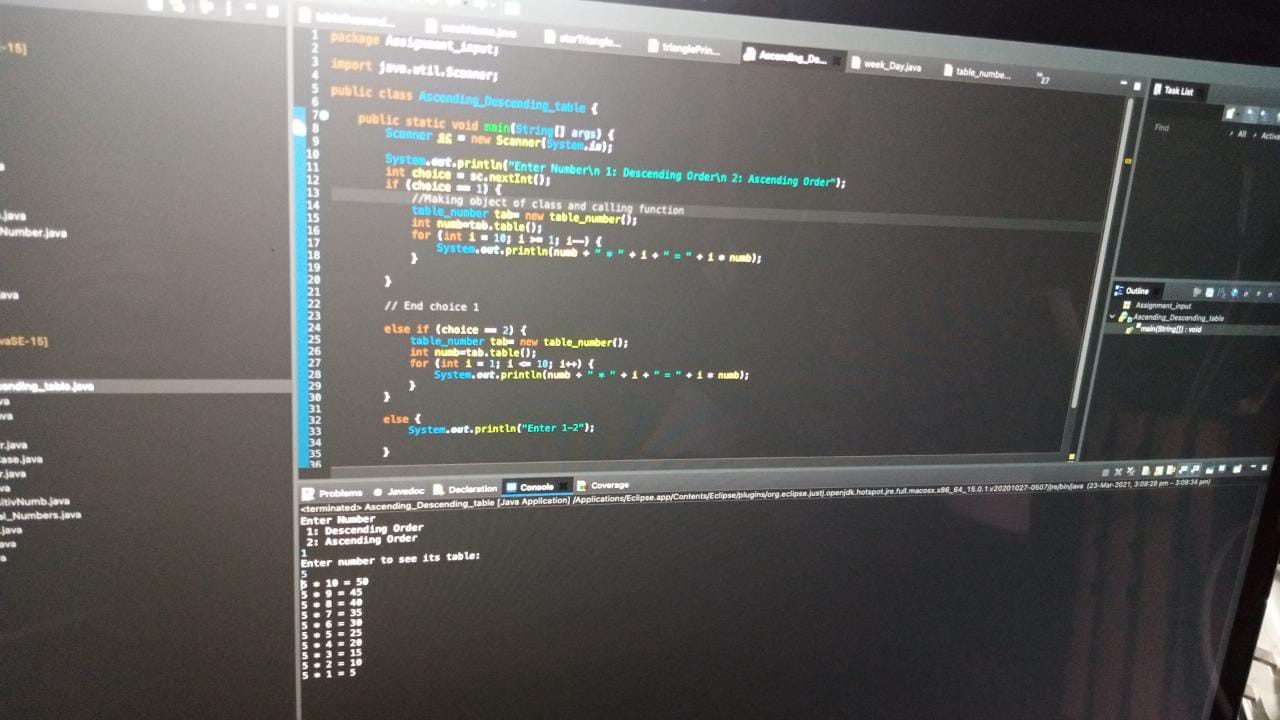 -15]
.java
Number.java
ava
vaSE-15]
ending_table.java
va
va
r.java
ase.java
r.java
sitivNumb.java
al_Numbers.java
.java
ava
a
weekName.java
starTriangle...
trianglePrin...
Ascending_De...
week_Day.java
table_numbe...
27
1 package Assignment_input;
2
3 import java.util.Scanner;
4
5 public class Ascending_Descending_table {
6
7 public static void main(String[] args) {
8 Scanner sc = new Scanner(System.in);
9
10 System.out.println("Enter Number\n 1: Descending Order\n 2: Ascending Order");
11 int choice = sc.nextInt();
12 if (choice == 1) {
13 //Making object of class and calling function
14 table_number tab= new table_number();
15 int numb=tab.table();
16 for (int i = 10; i >= 1; i--) {
17 System.out.println(numb + " * " + i + " = " + i * numb);
18 }
19
20 }
21
22 // End choice 1
23
24 else if (choice == 2) {
25 table_number tab= new table_number();
26 int numb=tab.table();
27 for (int i = 1; i <= 10; i++) {
28 System.out.println(numb + " * " + i + " = " + i * numb);
29 }
30 }
31
32 else {
33 System.out.println("Enter 1-2");
34
35 }
36
Task List
Find
All
Activa
Outline
Assignment_input
Ascending_Descending_table
main(String[]) : void
Problems Javadoc Declaration Console Coverage
<terminated> Ascending_Descending_table [Java Application] /Applications/Eclipse.app/Contents/Eclipse/plugins/org.eclipse.justj.openjdk.hotspot.jre.full.macosx.x86_64_15.0.1.v20201027-0507/jre/bin/java (23-Mar-2021, 3:09:28 pm – 3:09:34 pm)
Enter Number
1: Descending Order
2: Ascending Order
1
Enter number to see its table:
5
5 * 10 = 50
5 * 9 = 45
5 * 8 = 40
5 * 7 = 35
5 * 6 = 30
5 * 5 = 25
5 * 4 = 20
5 * 3 = 15
5 * 2 = 10
5 * 1 = 5